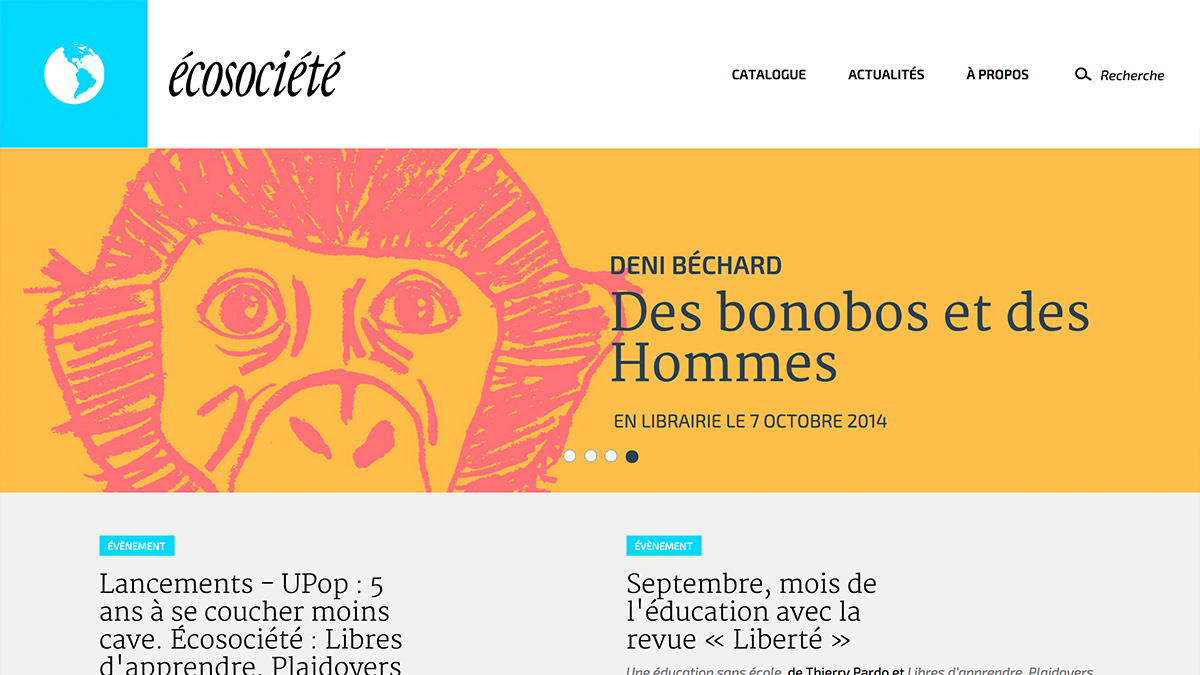 écosociété
CATALOGUE
ACTUALITÉS
À PROPOS
Recherche
DENI BÉCHARD
Des bonobos et des
Hommes
EN LIBRAIRIE LE 7 OCTOBRE 2014
ÉVÈNEMENT
Lancements – UPop : 5
ans à se coucher moins
cave. Écosociété : Libres
d'apprendre. Plaidoyers
ÉVÈNEMENT
Septembre, mois de
l'éducation avec la
revue « Liberté »
Une éducation sans école, de Thierry Pardo et Libres d'apprendre. Plaidoyers